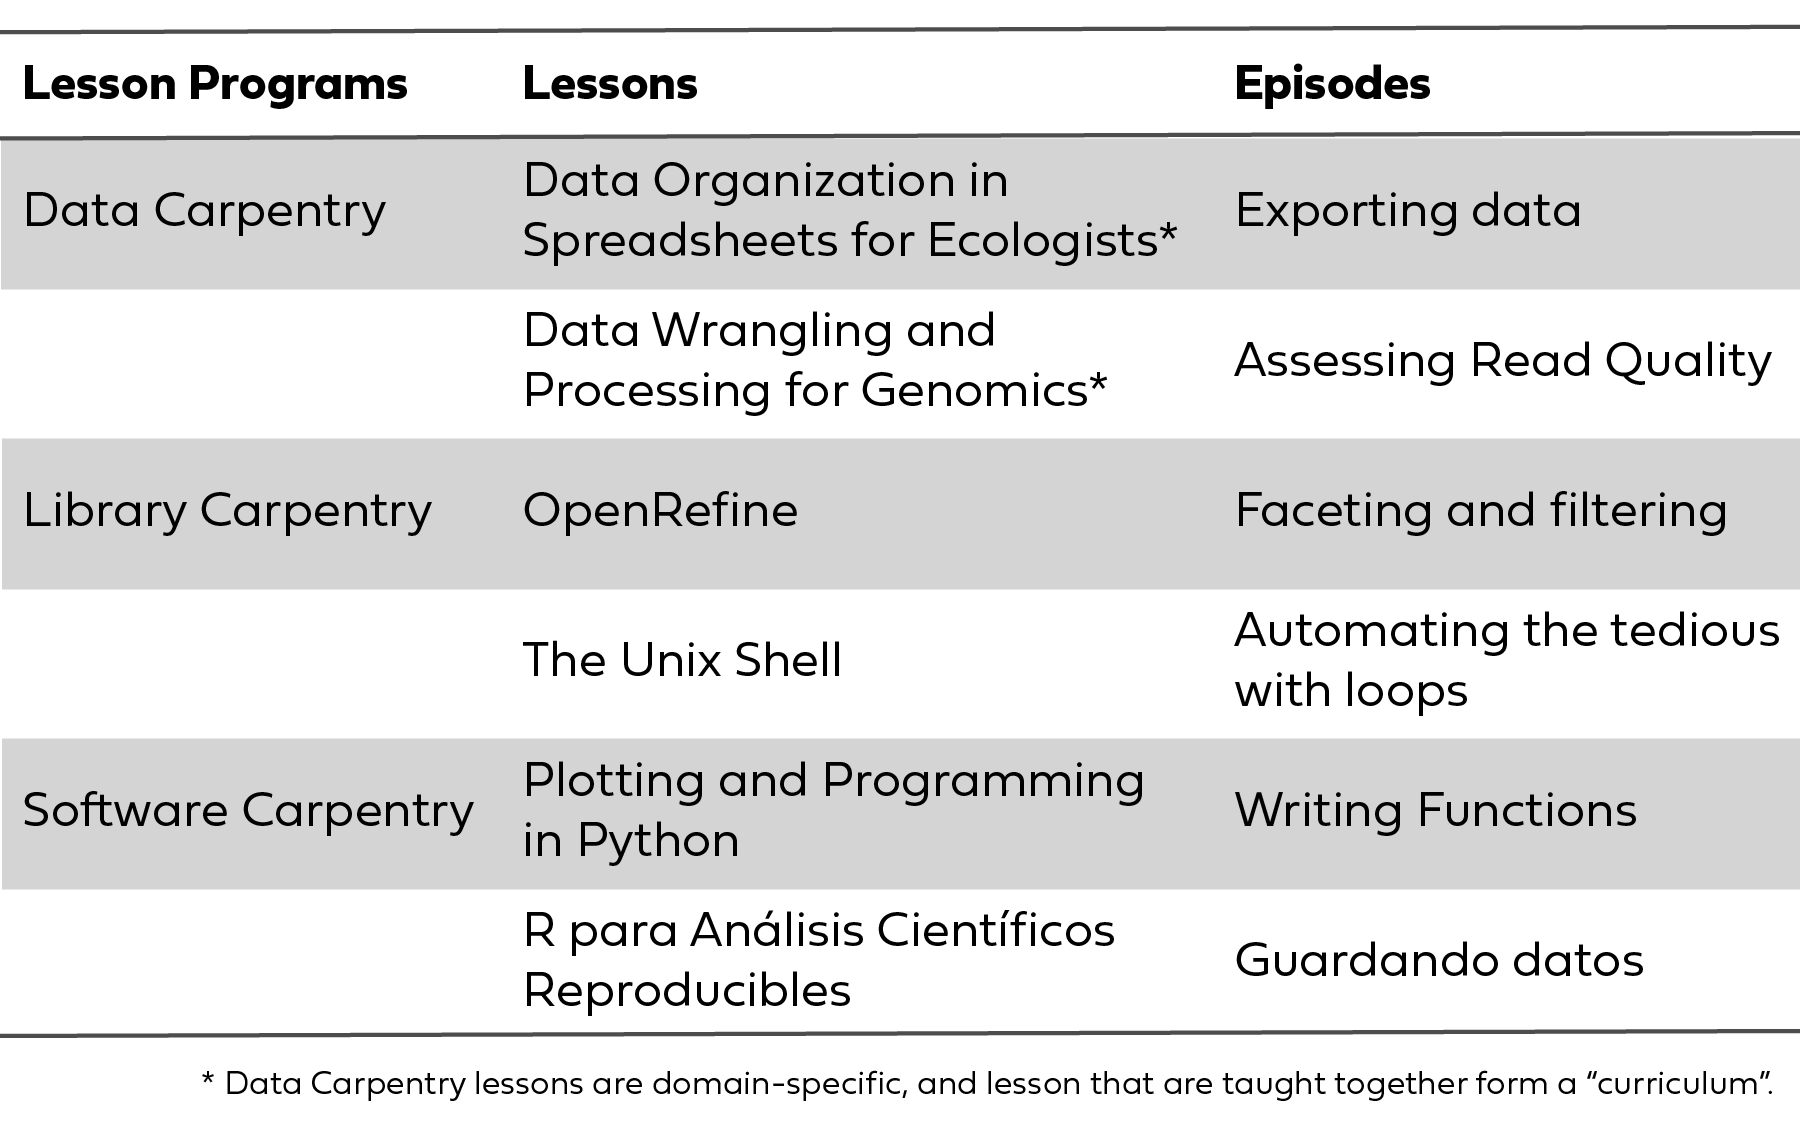 Lesson Programs Lessons Episodes
Data Carpentry
Data Organization in
Spreadsheets for Ecologists*
Exporting data
Data Wrangling and
Processing for Genomics*
Assessing Read Quality
Library Carpentry OpenRefine Faceting and filtering
The Unix Shell
Automating the tedious
with loops
Software Carpentry
Plotting and Programming
in Python
Writing Functions
R para Análisis Científicos
Reproducibles
Guardando datos
* Data Carpentry lessons are domain-specific, and lesson that are taught together form a “curriculum”.